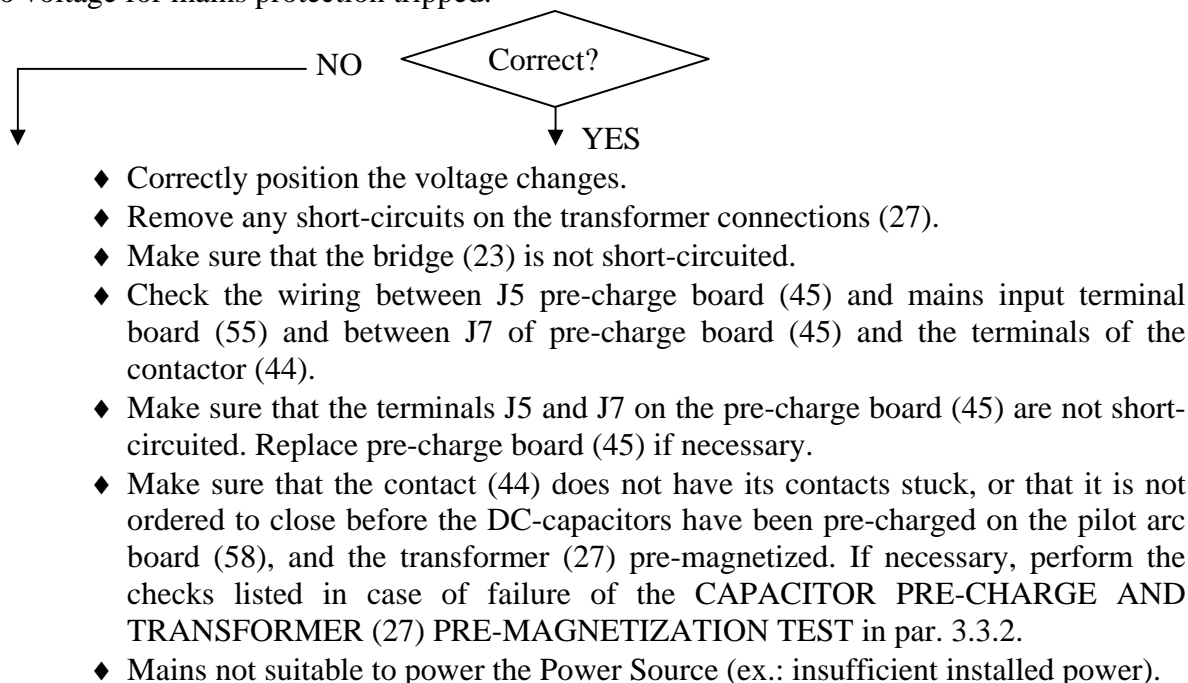 voltage for mains protection tripped.
NO Correct?
YES
♦ Correctly position the voltage changes.
♦ Remove any short-circuits on the transformer connections (27).
♦ Make sure that the bridge (23) is not short-circuited.
♦ Check the wiring between J5 pre-charge board (45) and mains input terminal
board (55) and between J7 of pre-charge board (45) and the terminals of the
contactor (44).
♦ Make sure that the terminals J5 and J7 on the pre-charge board (45) are not short-
circuited. Replace pre-charge board (45) if necessary.
♦ Make sure that the contact (44) does not have its contacts stuck, or that it is not
ordered to close before the DC-capacitors have been pre-charged on the pilot arc
board (58), and the transformer (27) pre-magnetized. If necessary, perform the
checks listed in case of failure of the CAPACITOR PRE-CHARGE AND
TRANSFORMER (27) PRE-MAGNETIZATION TEST in par. 3.3.2.
♦ Mains not suitable to power the Power Source (ex.: insufficient installed power).